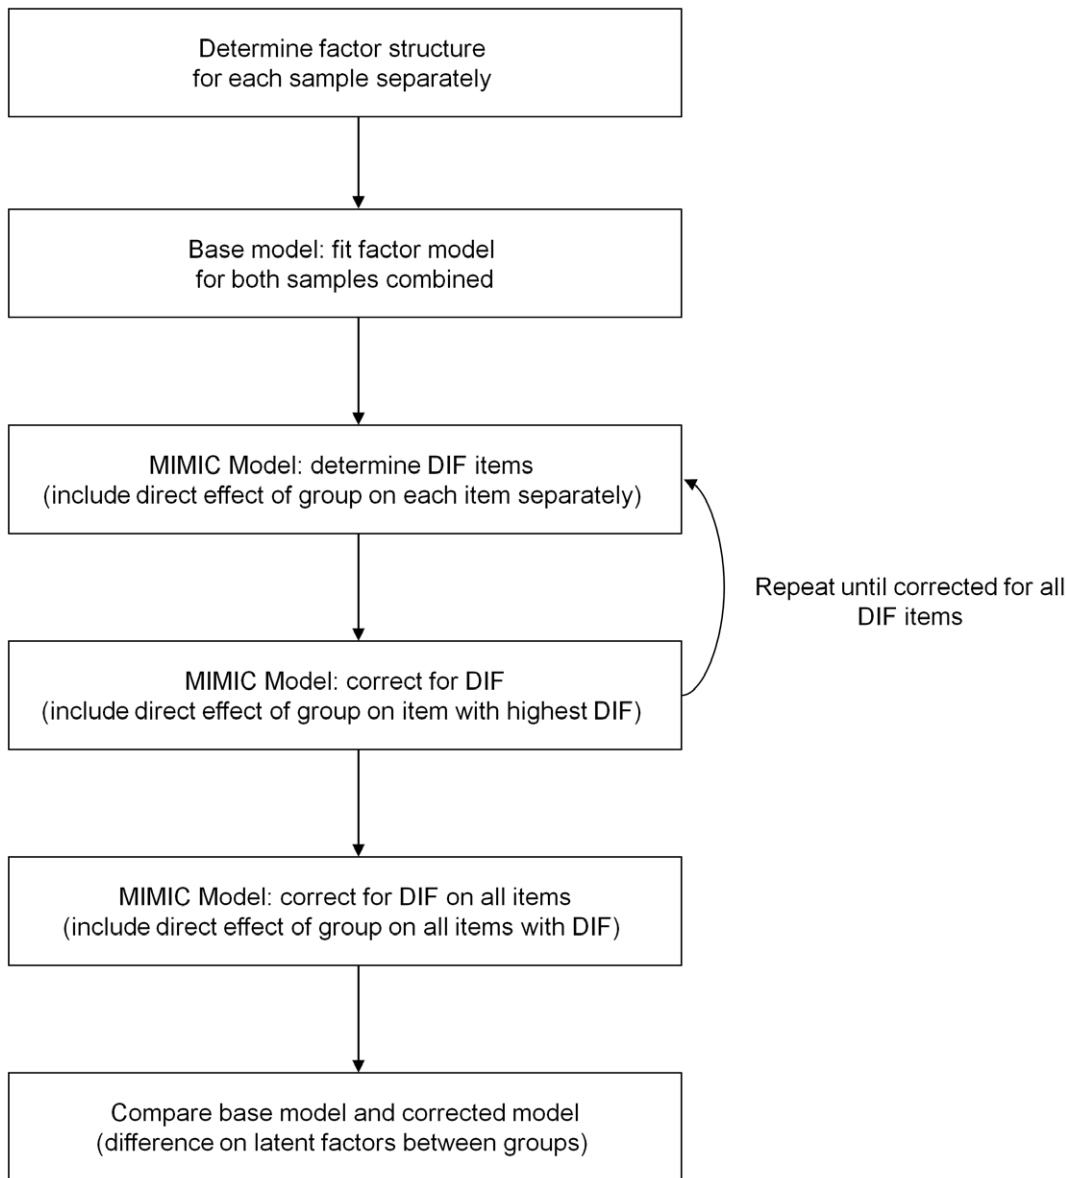 Determine factor structure
for each sample separately
Base model: fit factor model
for both samples combined
MIMIC Model: determine DIF items
(include direct effect of group on each item separately)
Repeat until corrected for all
DIF items
MIMIC Model: correct for DIF
(include direct effect of group on item with highest DIF)
MIMIC Model: correct for DIF on all items
(include direct effect of group on all items with DIF)
Compare base model and corrected model
(difference on latent factors between groups)